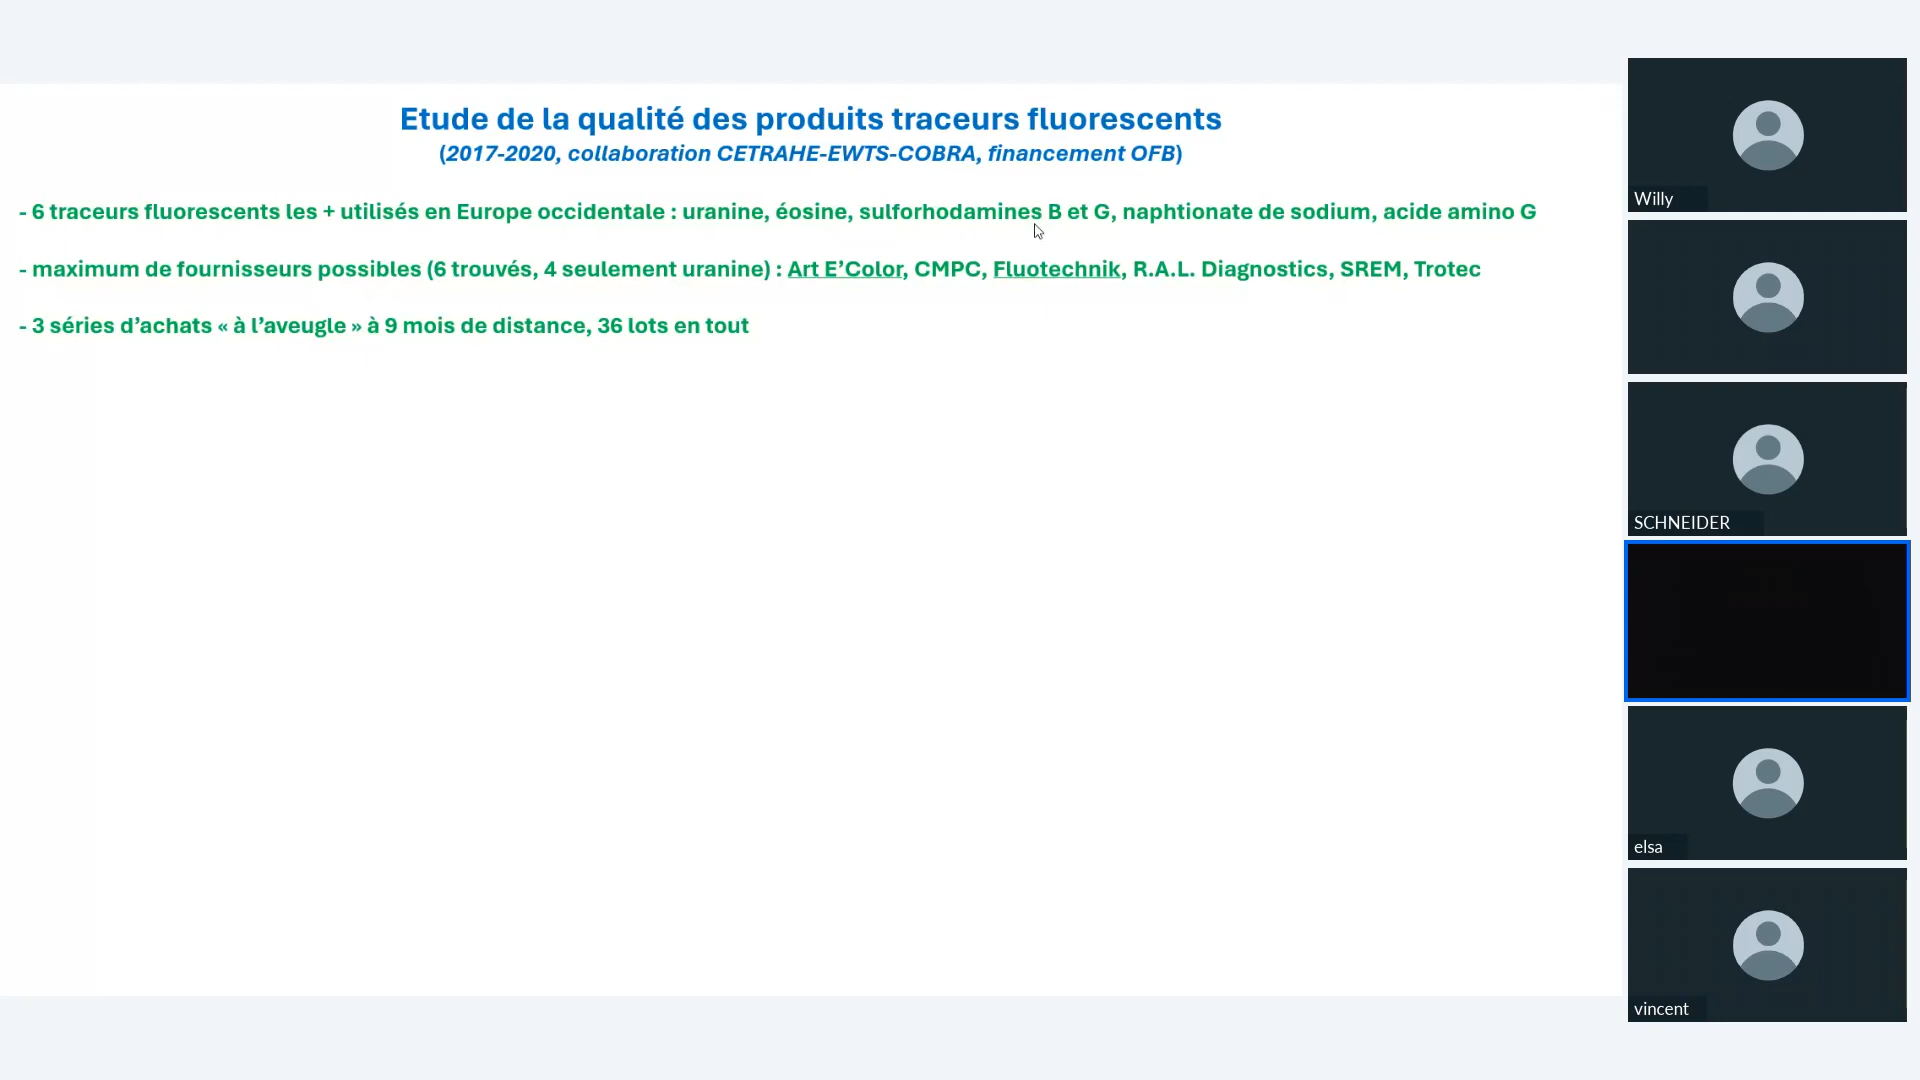 Etude de la qualité des produits traceurs fluorescents
(2017-2020, collaboration CETRAHE-EWTS-COBRA, financement OFB)
- 6 traceurs fluorescents les + utilisés en Europe occidentale : uranine, éosine, sulforhodamines B et G, naphtionate de sodium, acide amino G
- maximum de fournisseurs possibles (6 trouvés, 4 seulement uranine) : Art E’Color, CMPC, Fluotechnik, R.A.L. Diagnostics, SREM, Trotec
- 3 séries d’achats « à l’aveugle » à 9 mois de distance, 36 lots en tout
Willy
SCHNEIDER
elsa
vincent